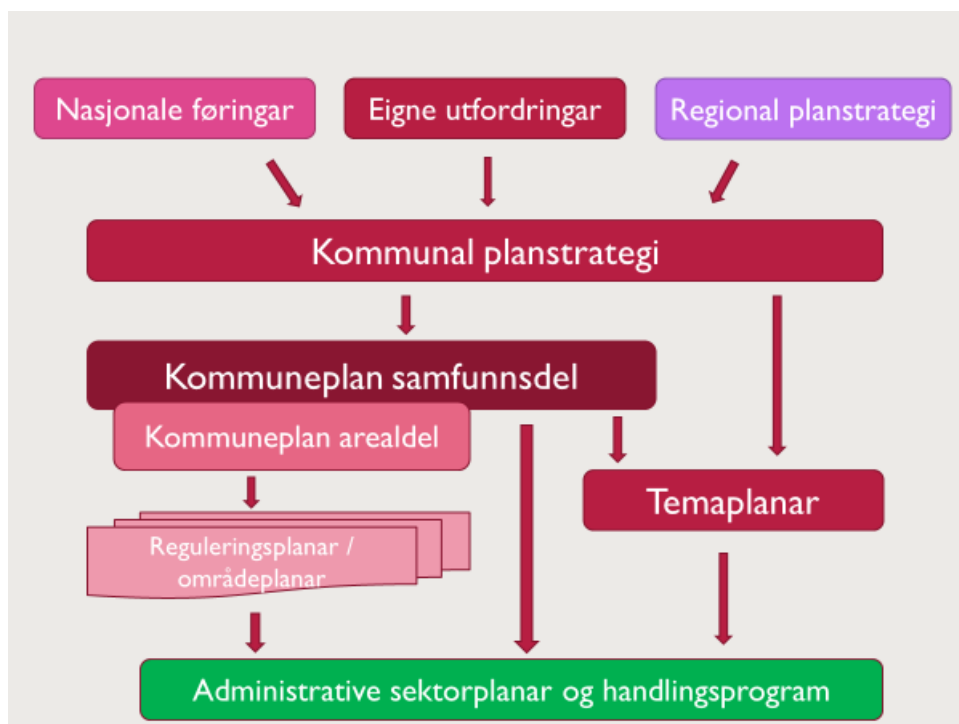 Nasjonale føringar
Eigne utfordringar
Regional planstrategi
Kommunal planstrategi
Kommuneplan samfunnsdel
Kommuneplan arealdel
Temaplanar
Reguleringsplanar /
områdeplanar
Administrative sektorplanar og handlingsprogram